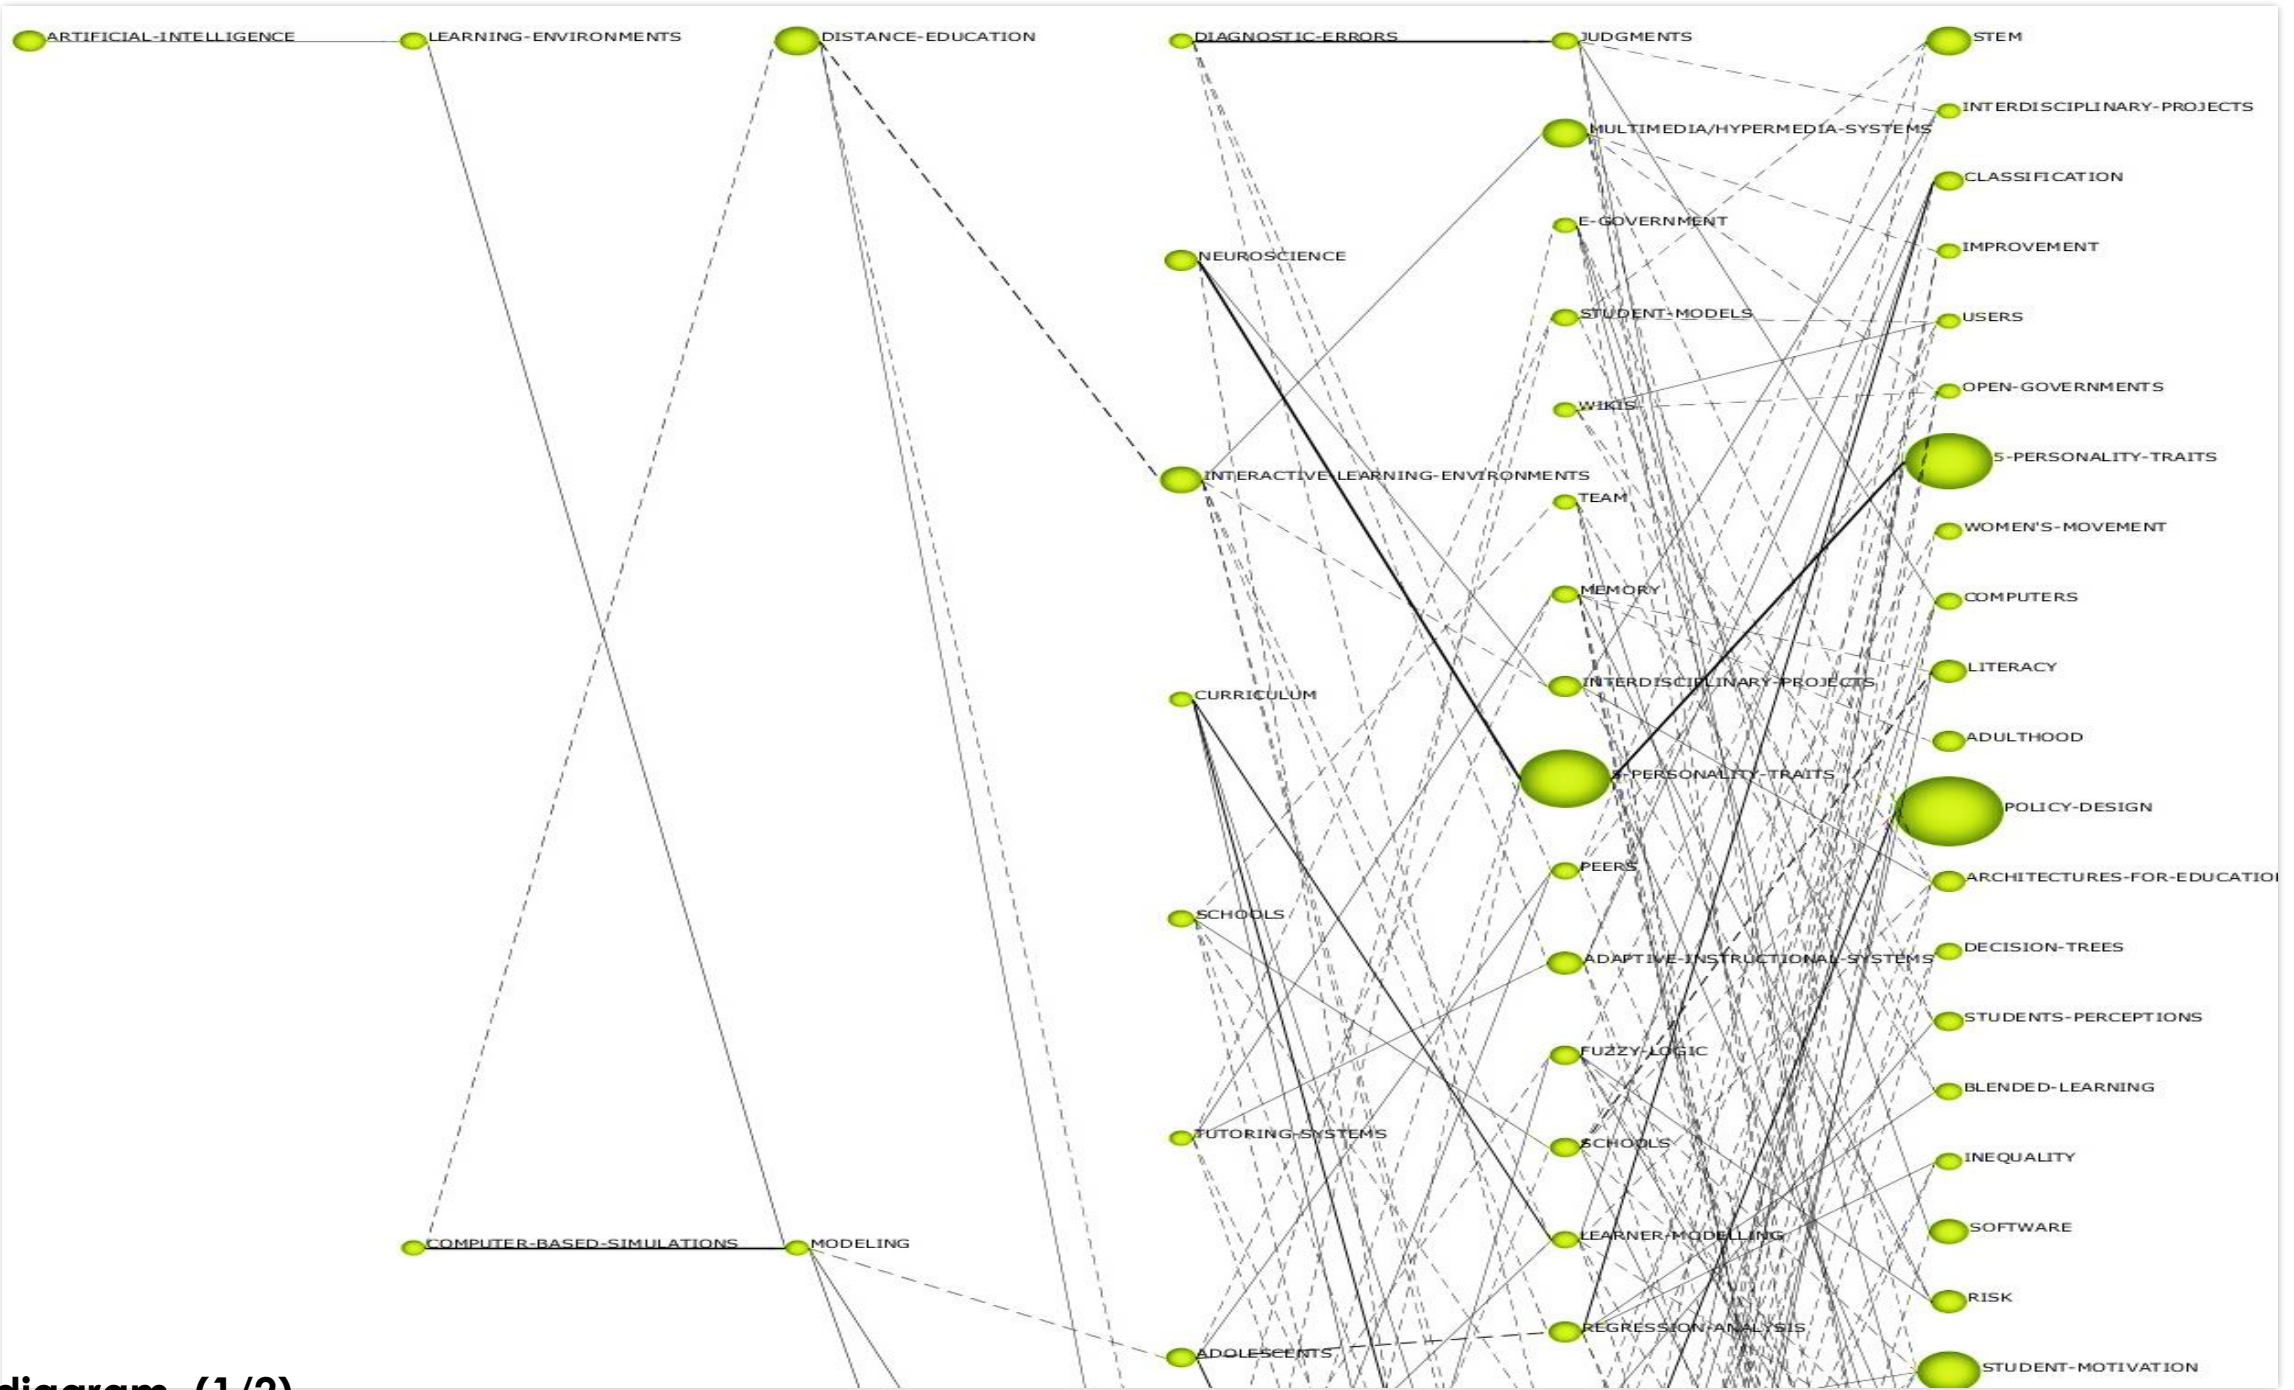 ARTIFICIAL-INTELLIGENCE
LEARNING-ENVIRONMENTS
COMPUTER-BASED-SIMULATIONS
DISTANCE-EDUCATION
MODELING
DIAGNOSTIC-ERRORS
NEUROSCIENCE
INTERACTIVE-LEARNING-ENVIRONMENTS
CURRICULUM
SCHOOLS
TUTORING-SYSTEMS
ADOLESCENTS
JUDGMENTS
MULTIMEDIA/HYPERMEDIA-SYSTEMS
E-GOVERNMENT
STUDENT-MODELS
WIKIS
TEAM
MEMORY
INTERDISCIPLINARY-PROJECTS
5-PERSONALITY-TRAITS
PEERS
ADAPTIVE-INSTRUCTIONAL-SYSTEMS
FUZZY-LOGIC
SCHOOLS
LEARNER-MODELLING
REGRESSION-ANALYSIS
STEM
INTERDISCIPLINARY-PROJECTS
CLASSIFICATION
IMPROVEMENT
USERS
OPEN-GOVERNMENTS
5-PERSONALITY-TRAITS
WOMEN'S-MOVEMENT
COMPUTERS
LITERACY
ADULTHOOD
POLICY-DESIGN
ARCHITECTURES-FOR-EDUCATIO
DECISION-TREES
STUDENTS-PERCEPTIONS
BLENDED-LEARNING
INEQUALITY
SOFTWARE
RISK
STUDENT-MOTIVATION
diagram (1/2)